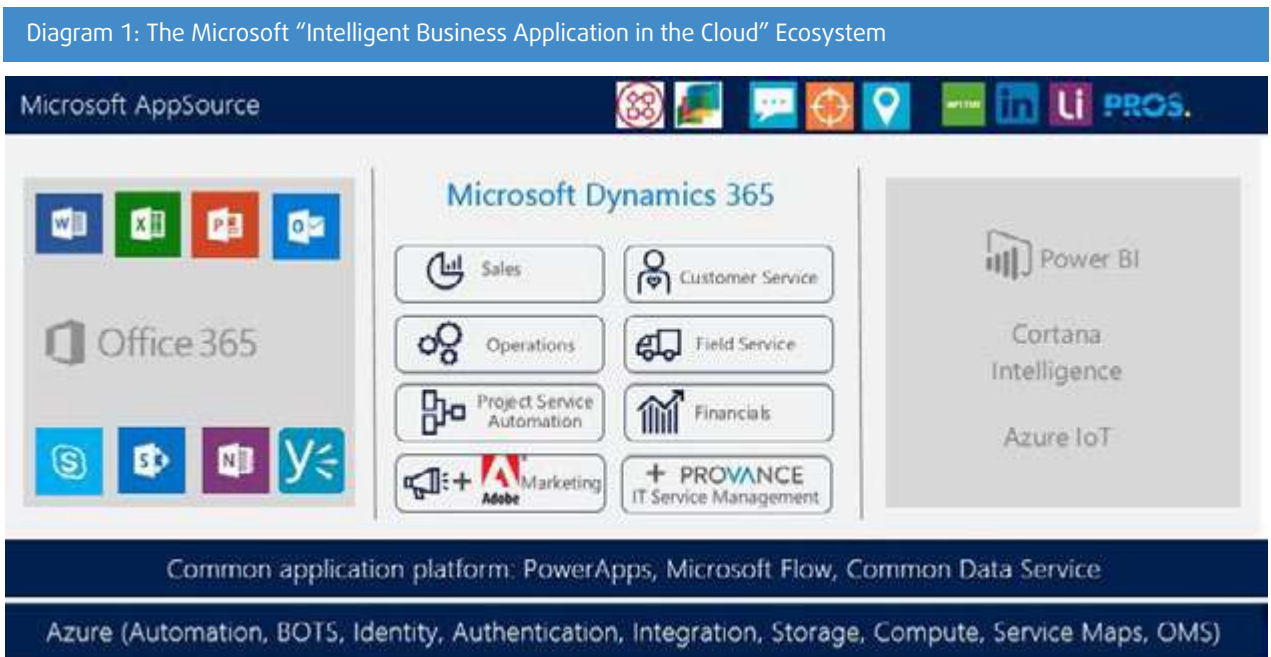 Diagram 1: The Microsoft “Intelligent Business Application in the Cloud” Ecosystem
Microsoft AppSource
in
Li
PROS.
W
X
P
O
Office 365
S
S
N
Microsoft Dynamics 365
Sales
Customer Service
Operations
Field Service
Project Service
Automation
Financials
+ Adobe Marketing
+ PROVANCE
IT Service Management
Power BI
Cortana
Intelligence
Azure IoT
Common application platform: PowerApps, Microsoft Flow, Common Data Service
Azure (Automation, BOTS, Identity, Authentication, Integration, Storage, Compute, Service Maps, OMS)